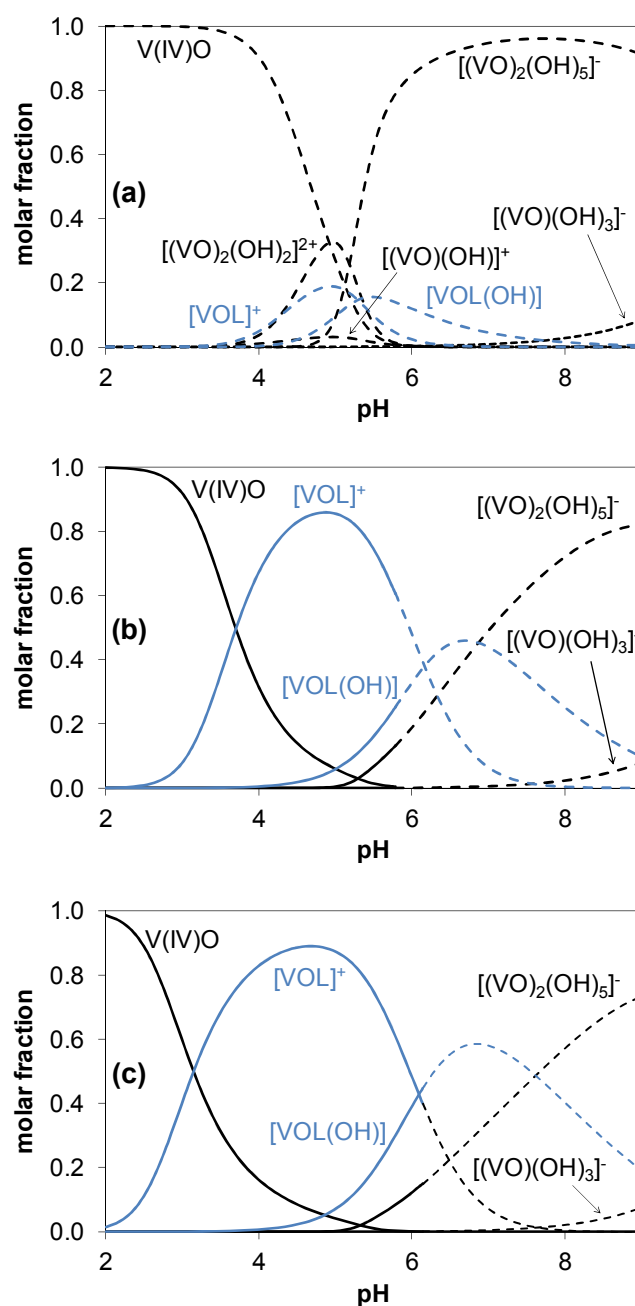 1.0
V(IV)O
[(VO)₂(OH)₅]⁻
0.8
0.6
(a)
molar fraction
[(VO)(OH)₃]⁻
0.4
[(VO)₂(OH)₂]²⁺
[(VO)(OH)]⁺
0.2
[VOL]⁺
[VOL(OH)]
0.0
2 4 6 8
pH
1.0
V(IV)O
[VOL]⁺
[(VO)₂(OH)₅]⁻
0.8
0.6
(b)
molar fraction
[(VO)(OH)₃]
0.4
[VOL(OH)]
0.2
0.0
2 4 6 8
pH
1.0
V(IV)O
[VOL]⁺
[(VO)₂(OH)₅]⁻
0.8
0.6
(c)
molar fraction
0.4
[VOL(OH)]
[(VO)(OH)₃]⁻
0.2
0.0
2 4 6 8
pH